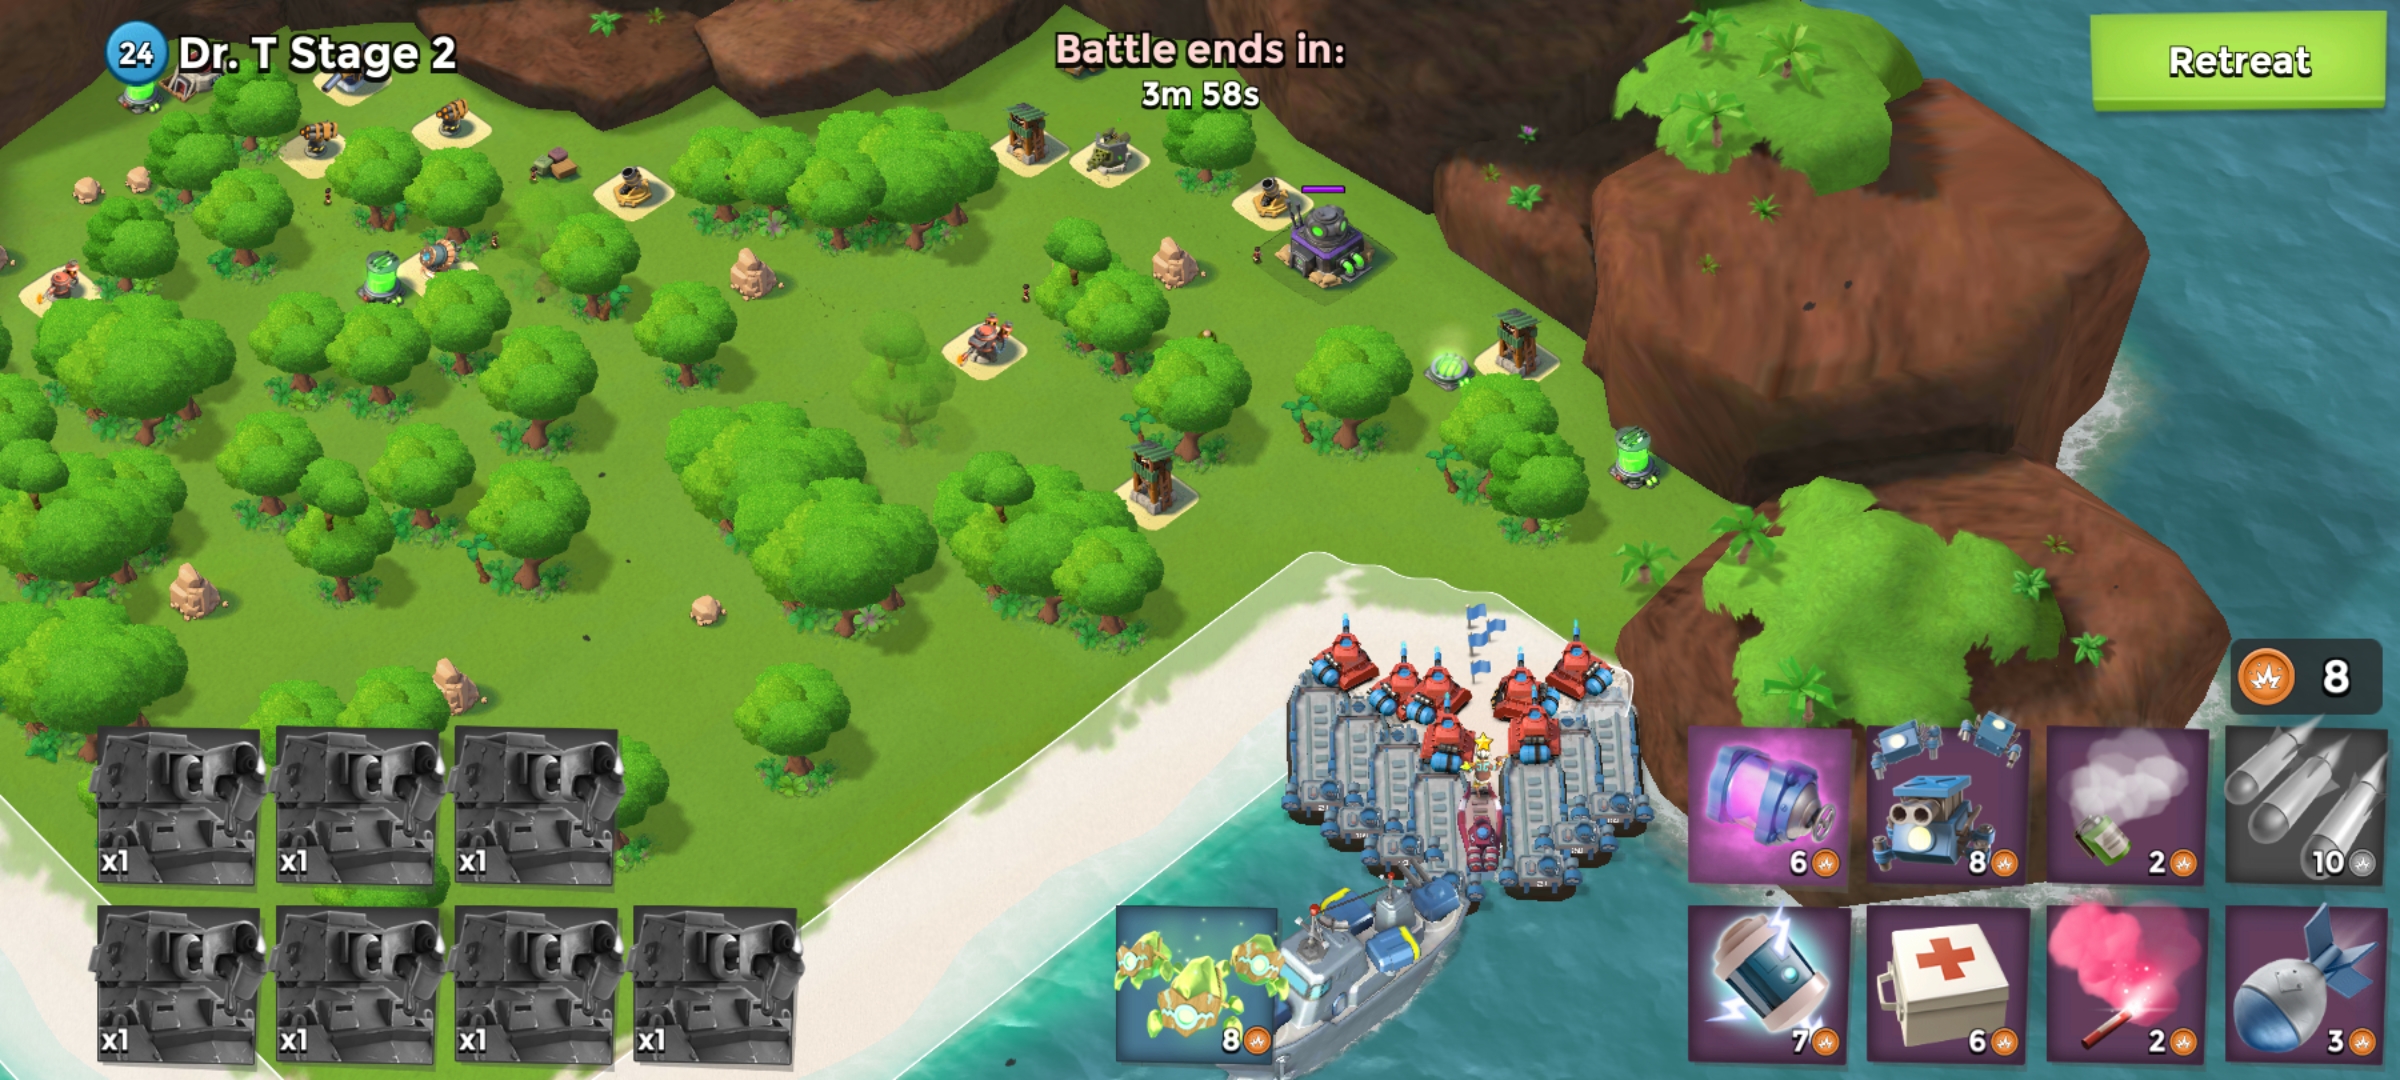 24 Dr. T Stage 2
Battle ends in:
3m 58s
Retreat
8
x1 x1 x1
6 8 2 10
x1 x1 x1 x1
8
7 6 2 3